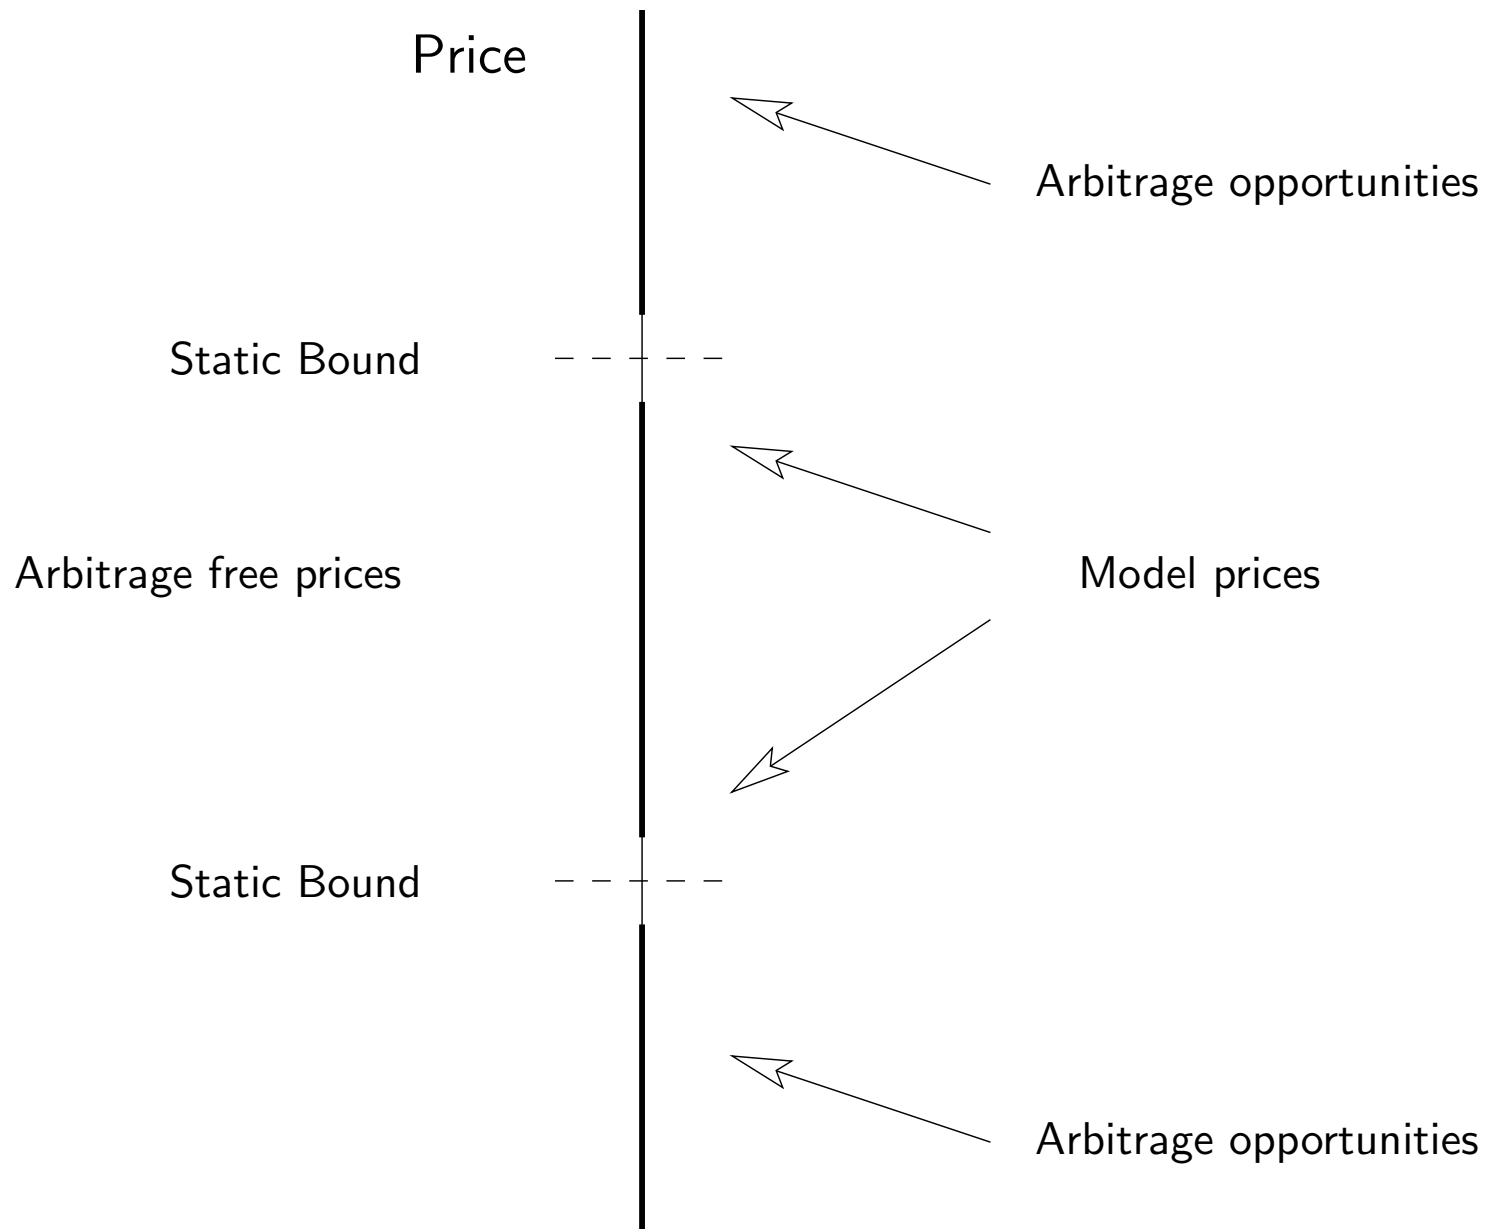 Price
Arbitrage opportunities
Static Bound
Arbitrage free prices
Model prices
Static Bound
Arbitrage opportunities